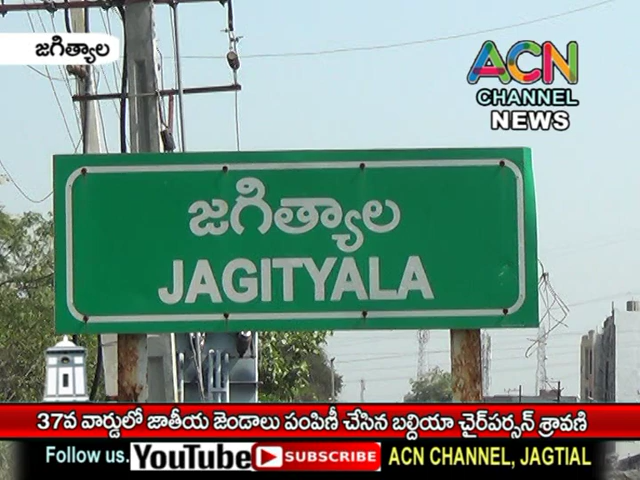 జగిత్యాల
ACN
CHANNEL
NEWS
జగిత్యాల
JAGITYALA
37వ వార్డులో జాతీయ జెండాలు పంపిణీ చేసిన బల్దియా చైర్‌పర్సన్ శ్రావణి
Follow us. YouTube SUBSCRIBE ACN CHANNEL, JAGTIAL